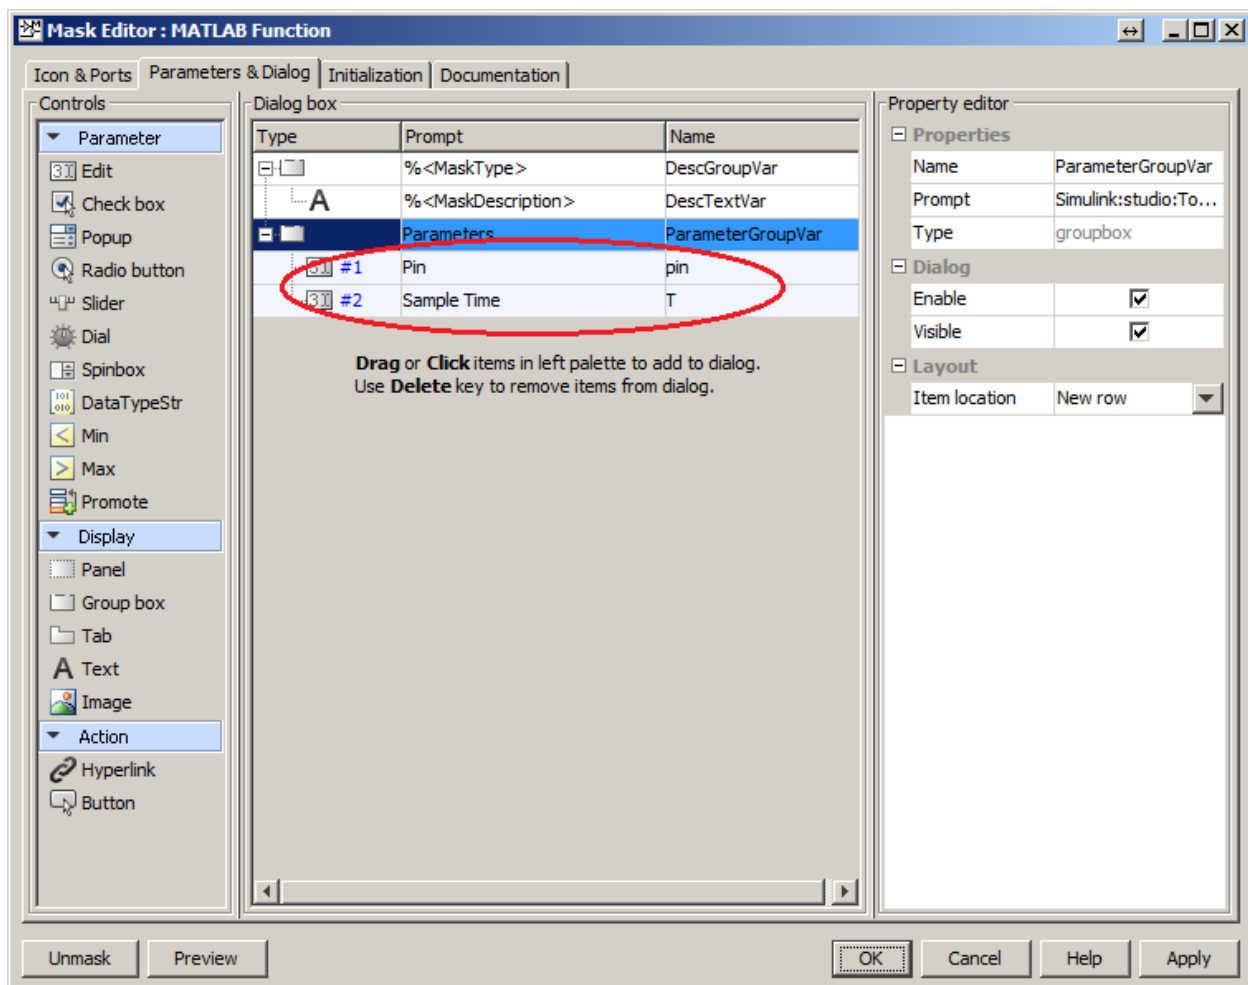 Mask Editor : MATLAB Function
Icon & Ports Parameters & Dialog Initialization Documentation
Controls
Parameter
Edit
Check box
Popup
Radio button
Slider
Dial
Spinbox
DataTypeStr
Min
Max
Promote
Display
Panel
Group box
Tab
Text
Image
Action
Hyperlink
Button
Dialog box
Type Prompt Name
%<MaskType> DescGroupVar
A %<MaskDescription> DescTextVar
Parameters ParameterGroupVar
#1 Pin pin
#2 Sample Time T
Drag or Click items in left palette to add to dialog.
Use Delete key to remove items from dialog.
Property editor
Properties
Name ParameterGroupVar
Prompt Simulink:studio:To...
Type groupbox
Dialog
Enable
Visible
Layout
Item location New row
Unmask Preview OK Cancel Help Apply